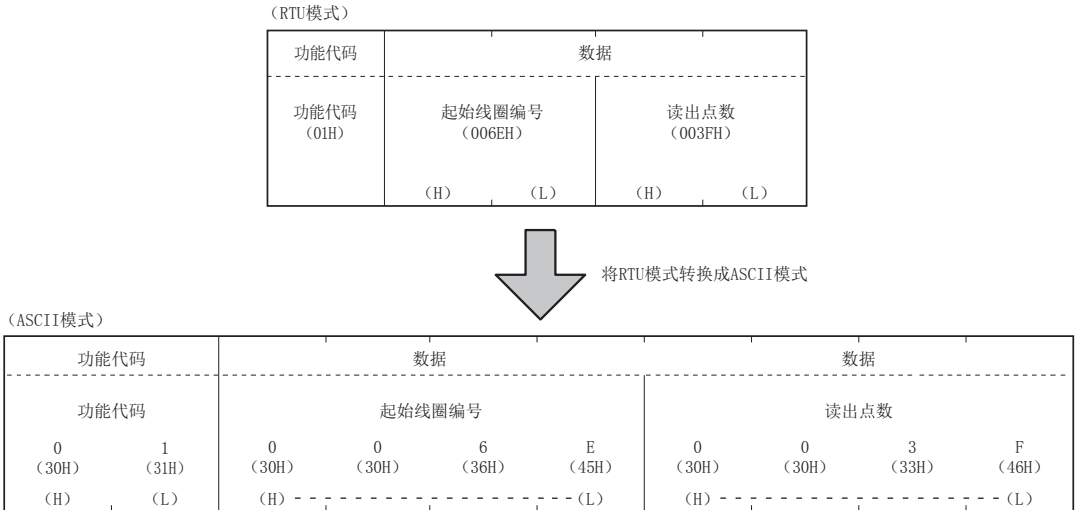 （RTU模式）
功能代码 数据
功能代码 起始线圈编号 读出点数
（01H） （006EH） （003FH）
（H） （L） （H） （L）
将RTU模式转换成ASCII模式
（ASCII模式）
功能代码 数据 数据
功能代码 起始线圈编号 读出点数
0 1 0 0 6 E 0 0 3 F
（30H） （31H） （30H） （30H） （36H） （45H） （30H） （30H） （33H） （46H）
（H） （L） （H） （L） （H） （L）